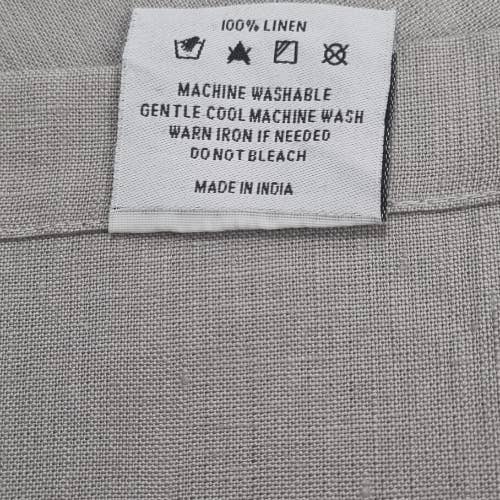 100% LINEN
MACHINE WASHABLE
GENTLE COOL MACHINE WASH
WARN IRON IF NEEDED
DO NOT BLEACH
MADE IN INDIA